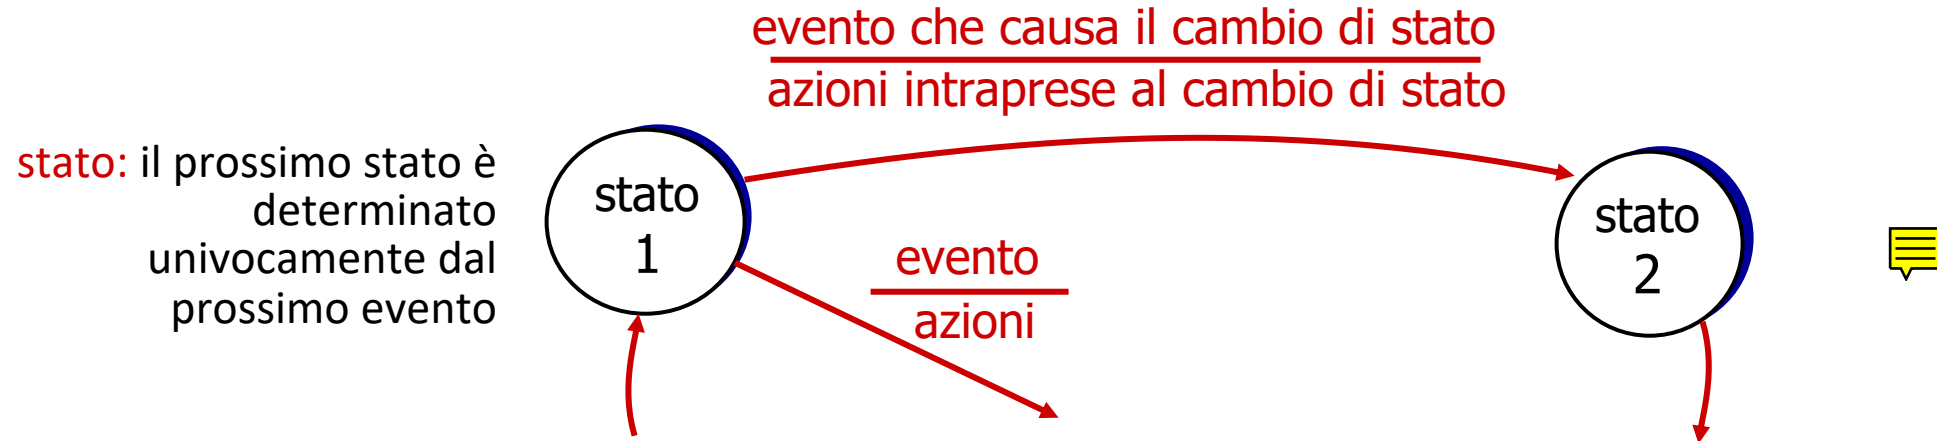 evento che causa il cambio di stato
azioni intraprese al cambio di stato
stato: il prossimo stato è
determinato
univocamente dal
prossimo evento
stato
1
evento
azioni
stato
2